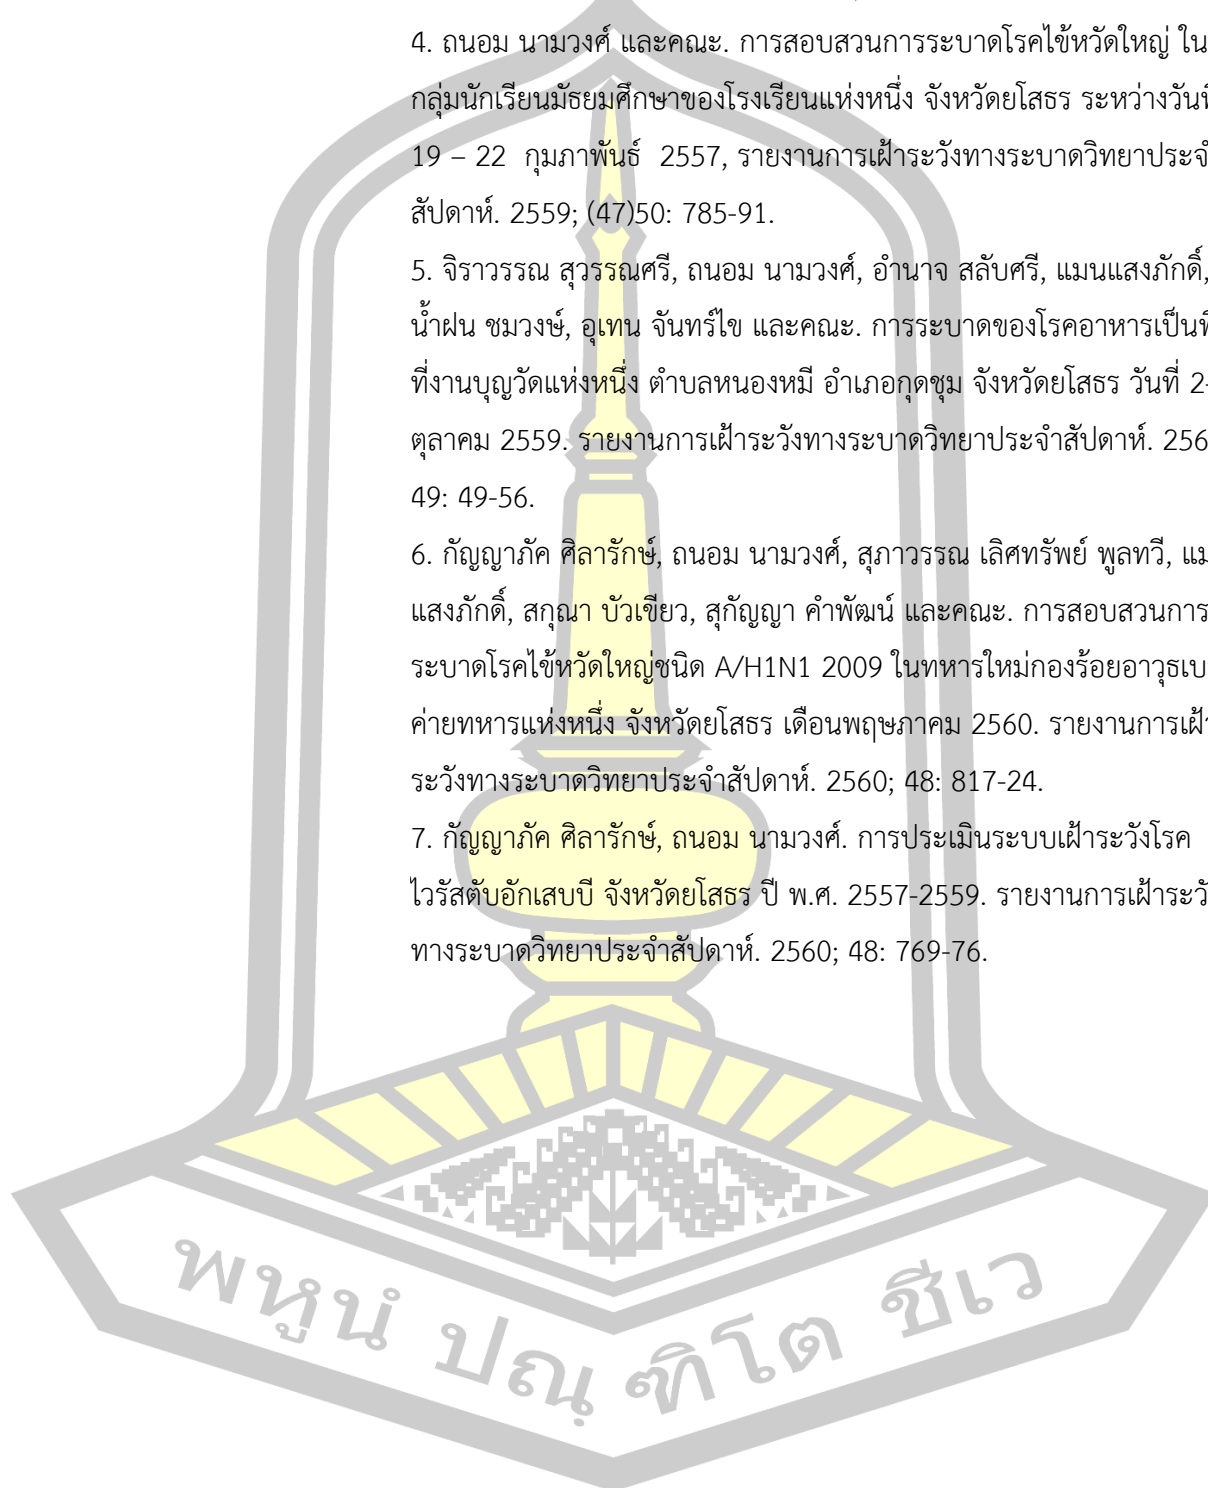 4. ถนอม นามวงศ์ และคณะ. การสอบสวนการระบาดโรคไข้หวัดใหญ่ ใน
กลุ่มนักเรียนมัธยมศึกษาของโรงเรียนแห่งหนึ่ง จังหวัดยโสธร ระหว่างวันที่
19 – 22 กุมภาพันธ์ 2557, รายงานการเฝ้าระวังทางระบาดวิทยาประจำ
สัปดาห์. 2559; (47)50: 785-91.
5. จิราวรรณ สุวรรณศรี, ถนอม นามวงศ์, อำนาจ สลับศรี, แมนแสงภักดิ์,
น้ำฝน ชมวงษ์, อุเทน จันทร์ไข และคณะ. การระบาดของโรคอาหารเป็น
ที่งานบุญวัดแห่งหนึ่ง ตำบลหนองหมี อำเภอกุดชุม จังหวัดยโสธร วันที่ 2-
ตุลาคม 2559. รายงานการเฝ้าระวังทางระบาดวิทยาประจำสัปดาห์. 256
49: 49-56.
6. กัญญาภัค ศิลารักษ์, ถนอม นามวงศ์, สุภาวรรณ เลิศทรัพย์ พูลทวี,
แสงภักดิ์, สกุณา บัวเขียว, สุกัญญา คำพัฒน์ และคณะ. การสอบสวนการ
ระบาดโรคไข้หวัดใหญ่ชนิด A/H1N1 2009 ในทหารใหม่กองร้อยอาวุธเบ
ค่ายทหารแห่งหนึ่ง จังหวัดยโสธร เดือนพฤษภาคม 2560. รายงานการเฝ้า
ระวังทางระบาดวิทยาประจำสัปดาห์. 2560; 48: 817-24.
7. กัญญาภัค ศิลารักษ์, ถนอม นามวงศ์. การประเมินระบบเฝ้าระวังโรค
ไวรัสตับอักเสบบี จังหวัดยโสธร ปี พ.ศ. 2557-2559. รายงานการเฝ้าระวัง
ทางระบาดวิทยาประจำสัปดาห์. 2560; 48: 769-76.
พหูนํ ปณฺฑิโต ชีเว